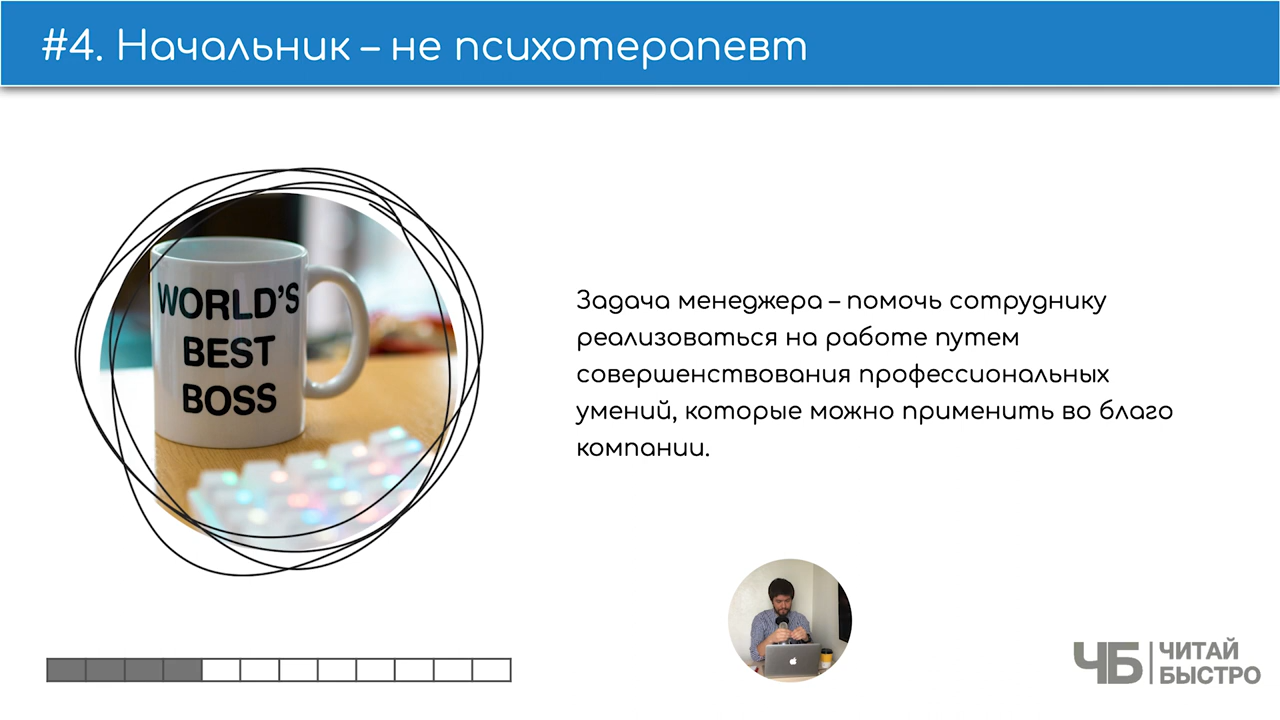 #4. Начальник – не психотерапевт
WORLD'S
BEST
BOSS
Задача менеджера – помочь сотруднику
реализоваться на работе путем
совершенствования профессиональных
умений, которые можно применить во благо
компании.
ЧБ
ЧИТАЙ
БЫСТРО